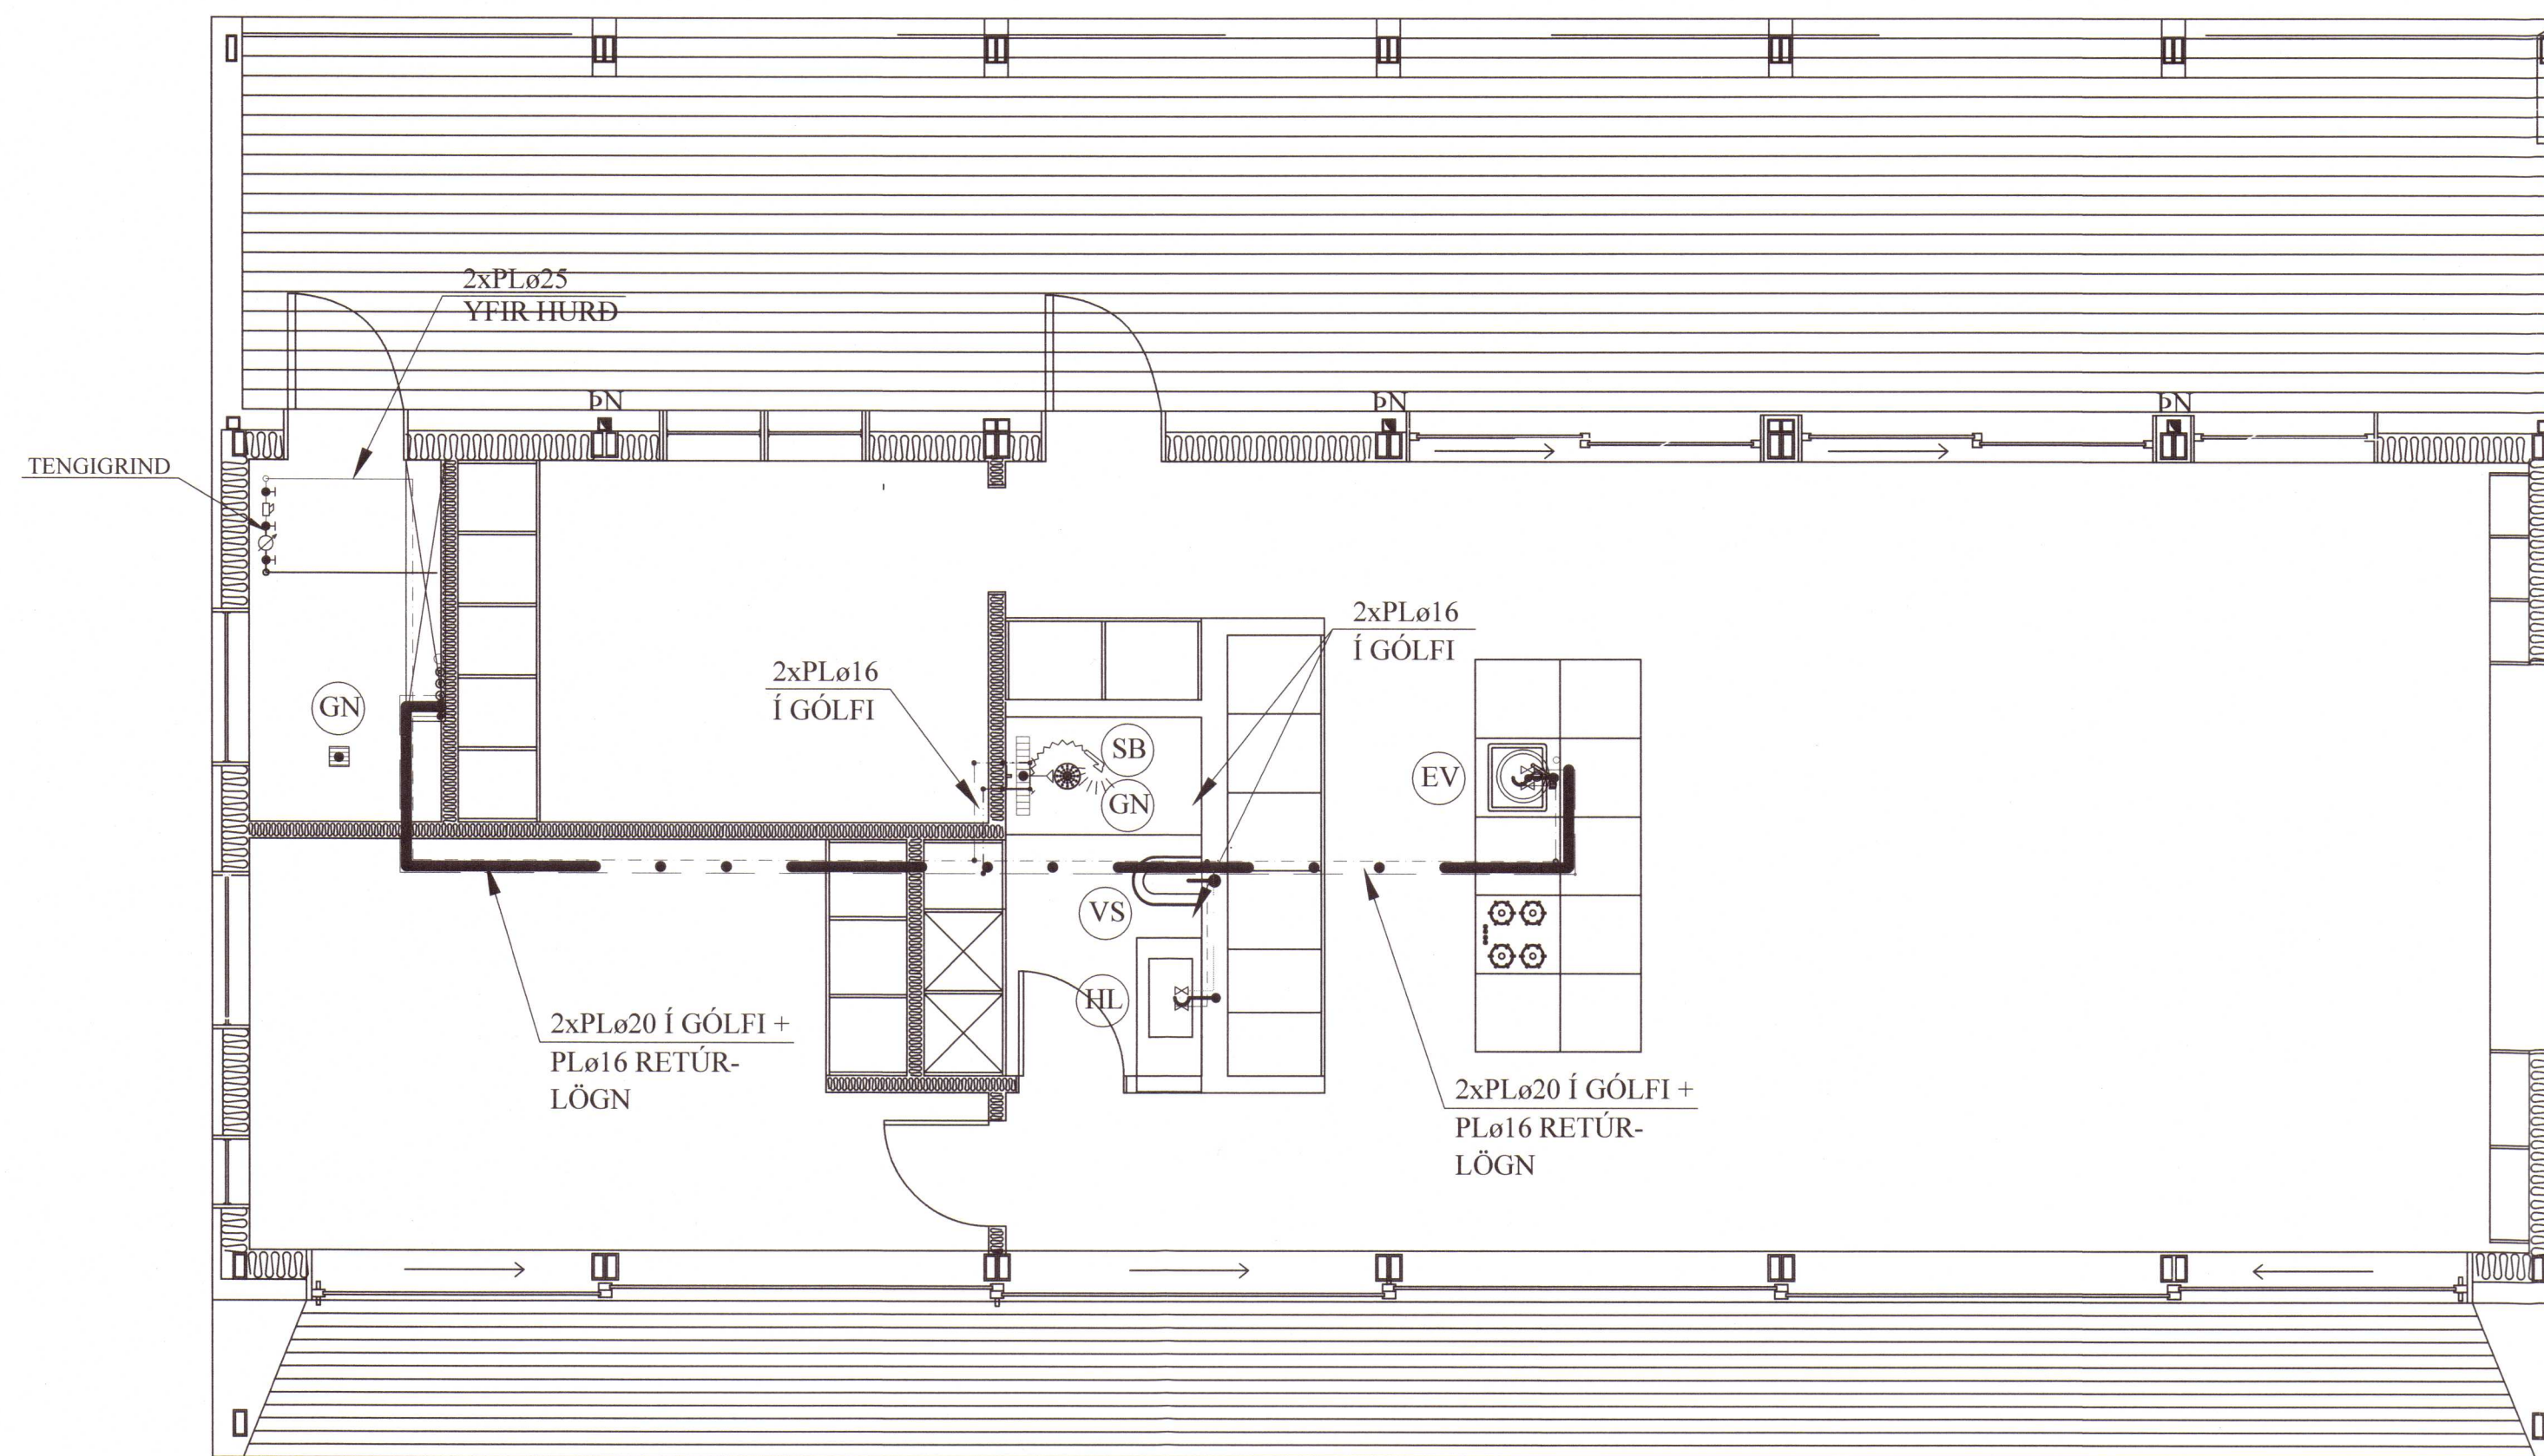 2xPLø25
YFIR HURÐ
ÞN
ÞN
ÞN
TENGIGRIND
2xPLø16
Í GÓLFI
2xPLø16
Í GÓLFI
GN
SB
GN
EV
VS
HL
2xPLø20 Í GÓLFI +
PLø16 RETÚR-
LÖGN
2xPLø20 Í GÓLFI +
PLø16 RETÚR-
LÖGN